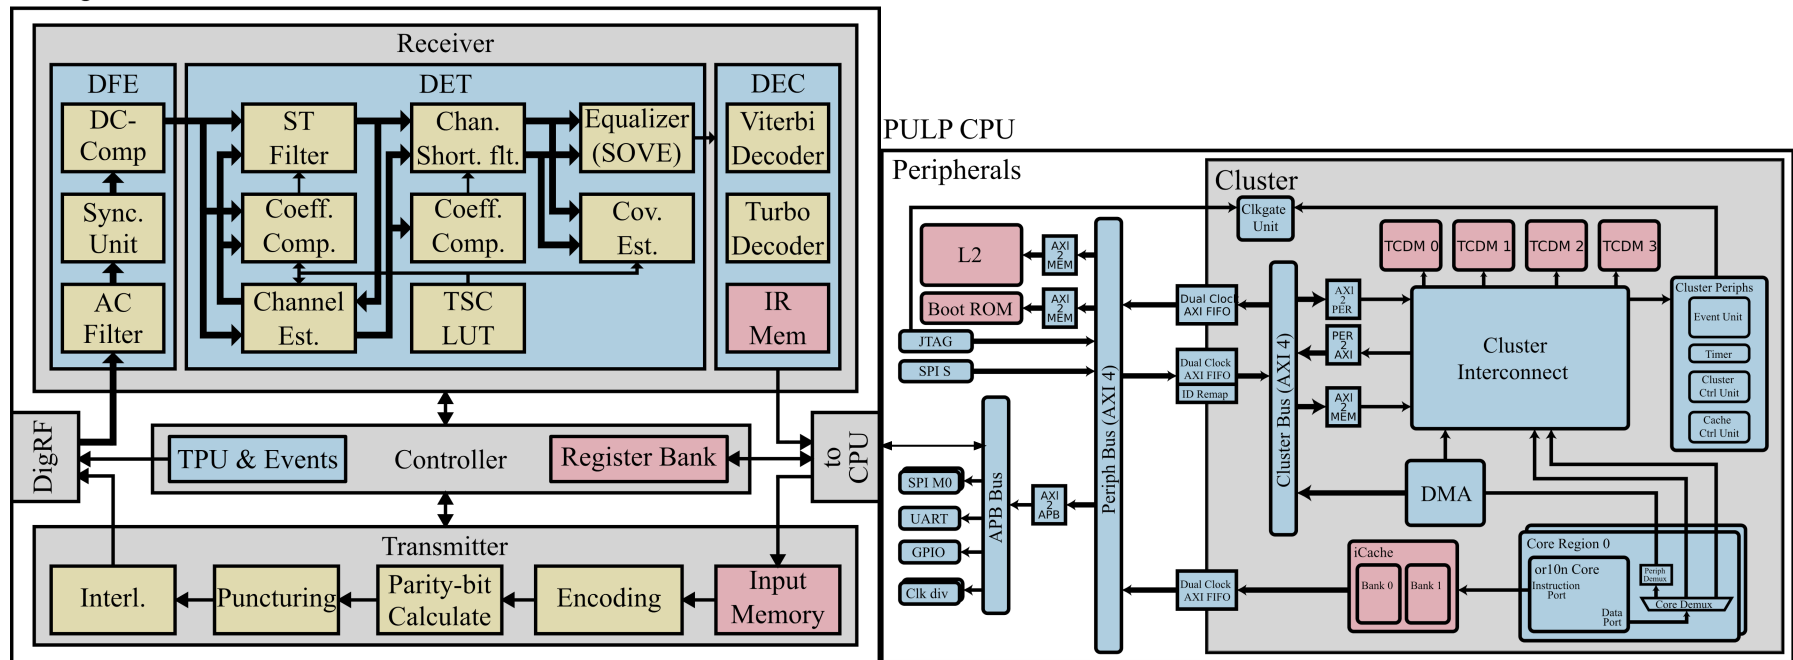 Receiver
DFE
DET
DEC
DC-
Comp
ST
Filter
Chan.
Short. flt.
Equalizer
(SOVE)
Viterbi
Decoder
Sync.
Unit
Coeff.
Comp.
Coeff.
Comp.
Cov.
Est.
Turbo
Decoder
AC
Filter
Channel
Est.
TSC
LUT
IR
Mem
DigRF
TPU & Events
Controller
Register Bank
to
CPU
Transmitter
Interl.
Puncturing
Parity-bit
Calculate
Encoding
Input
Memory
PULP CPU
Peripherals
L2
AXI
2
MEM
Boot ROM
AXI
2
MEM
JTAG
SPI S
SPI M0
UART
GPIO
Clk div
APB Bus
AXI
2
APB
Periph Bus (AXI 4)
Dual Clock
AXI FIFO
Dual Clock
AXI FIFO
ID Remap
Dual Clock
AXI FIFO
Cluster
Clkgate
Unit
Cluster Bus (AXI 4)
AXI
2
PER
PER
2
AXI
AXI
2
MEM
TCDM 0
TCDM 1
TCDM 2
TCDM 3
Cluster
Interconnect
Cluster Periphs
Event Unit
Timer
Cluster
Ctrl Unit
Cache
Ctrl Unit
DMA
iCache
Bank 0
Bank 1
Core Region 0
or10n Core
Instruction
Port
Data
Port
Periph
Demux
Core Demux